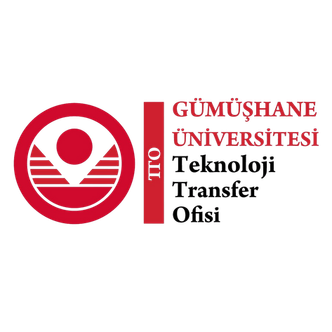 TTO
GÜMÜŞHANE
ÜNİVERSİTESİ
Teknoloji
Transfer
Ofisi